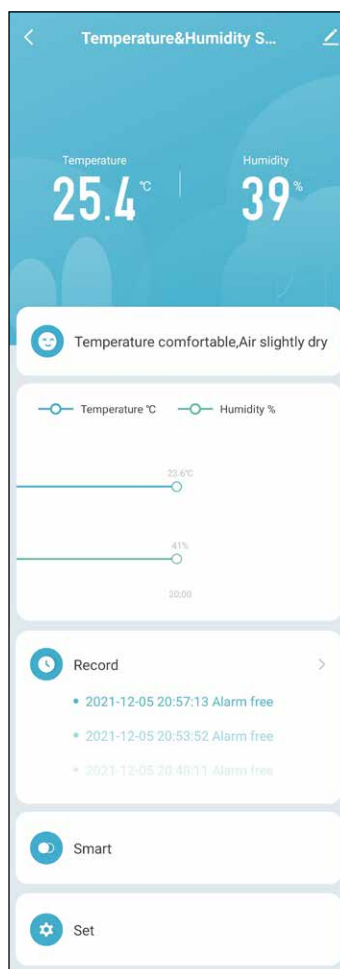 Temperature&Humidity S...
Temperature
25.4 °C
Humidity
39 %
Temperature comfortable,Air slightly dry
Temperature °C
Humidity %
23.6°C
41%
20:00
Record
2021-12-05 20:57:13 Alarm free
2021-12-05 20:53:52 Alarm free
2021-12-05 20:48:11 Alarm free
Smart
Set